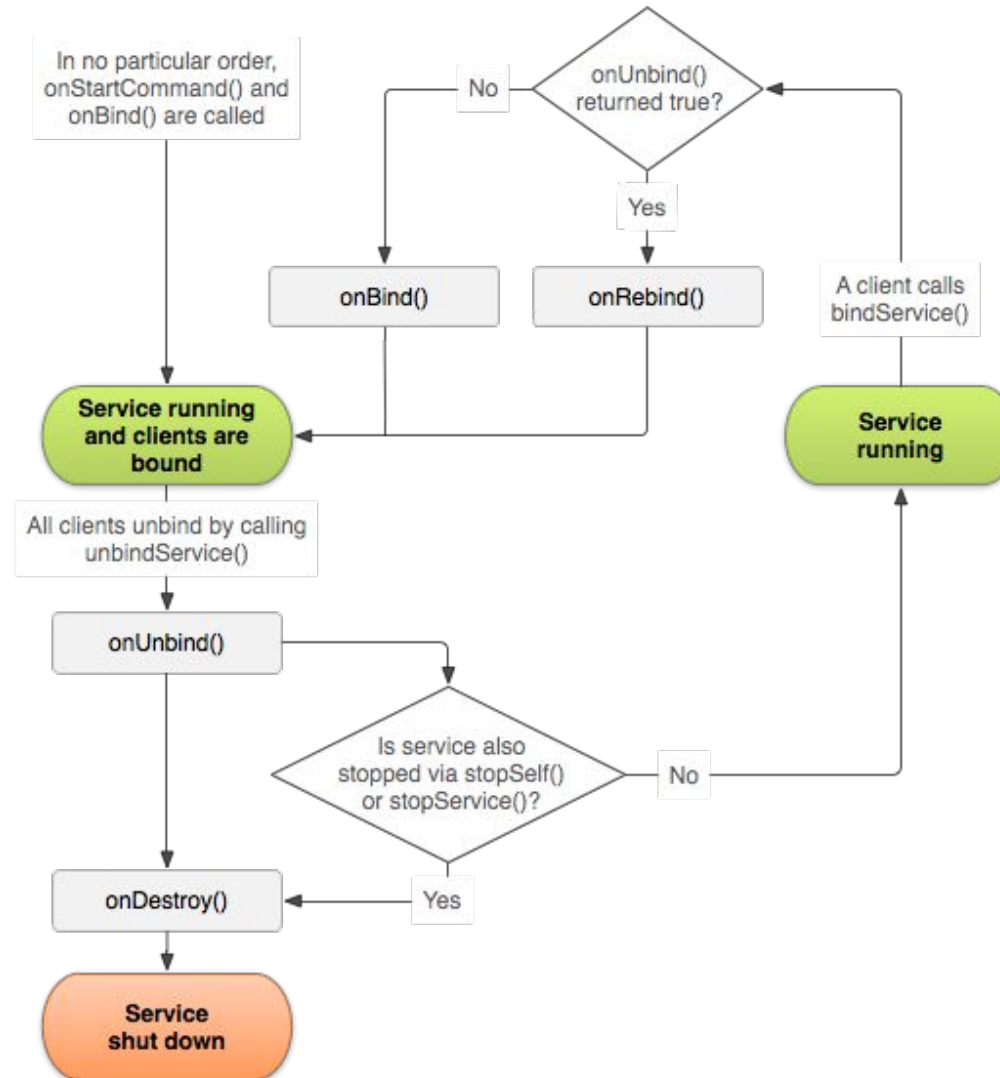 In no particular order,
onStartCommand() and
onBind() are called
onUnbind()
returned true?
No
Yes
onBind()
onRebind()
A client calls
bindService()
Service running
and clients are
bound
Service
running
All clients unbind by calling
unbindService()
onUnbind()
Is service also
stopped via stopSelf()
or stopService()?
No
Yes
onDestroy()
Service
shut down